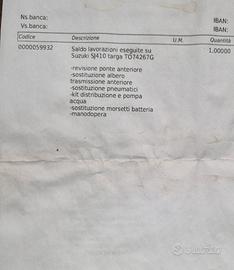 Ns.banca: IBAN:
Vs.banca: IBAN:
Codice Descrizione U.M. Quantità
0000059932 Saldo lavorazioni eseguite su 1,00000
Suzuki SJ410 targa TO74267G
-revisione ponte anteriore
-sostituzione albero
trasmissione anteriore
-sostituzione pneumatici
-kit distribuzione e pompa
acqua
-sostituzione morsetti batteria
-manodopera
subito